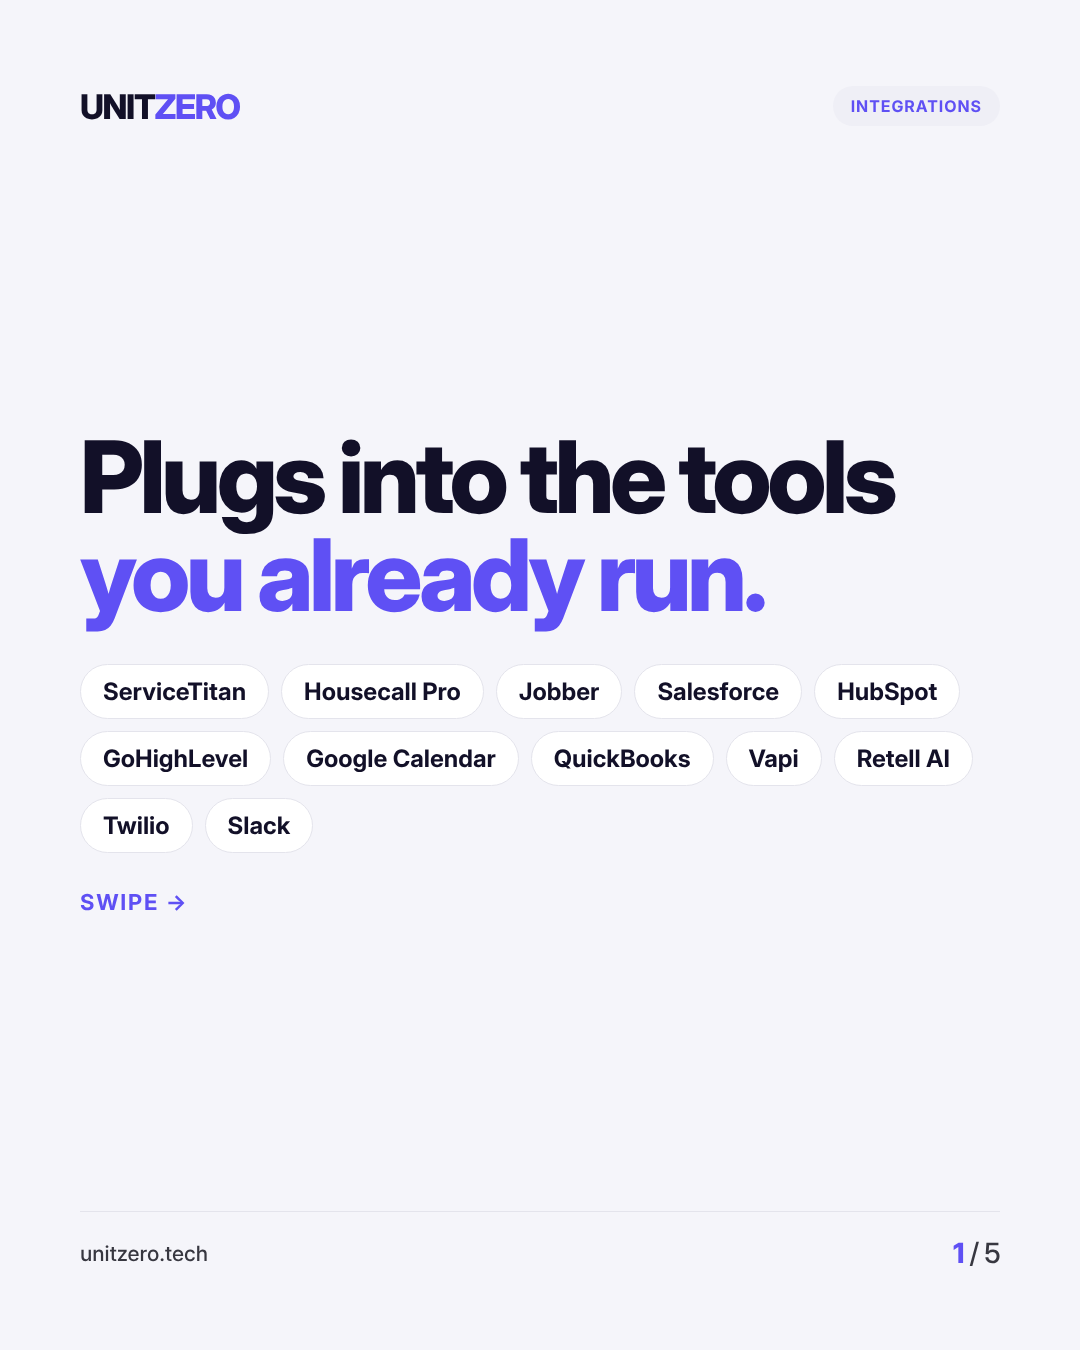 UNITZERO
INTEGRATIONS
Plugs into the tools
you already run.
ServiceTitan Housecall Pro Jobber Salesforce HubSpot
GoHighLevel Google Calendar QuickBooks Vapi Retell AI
Twilio Slack
SWIPE →
unitzero.tech
1 / 5